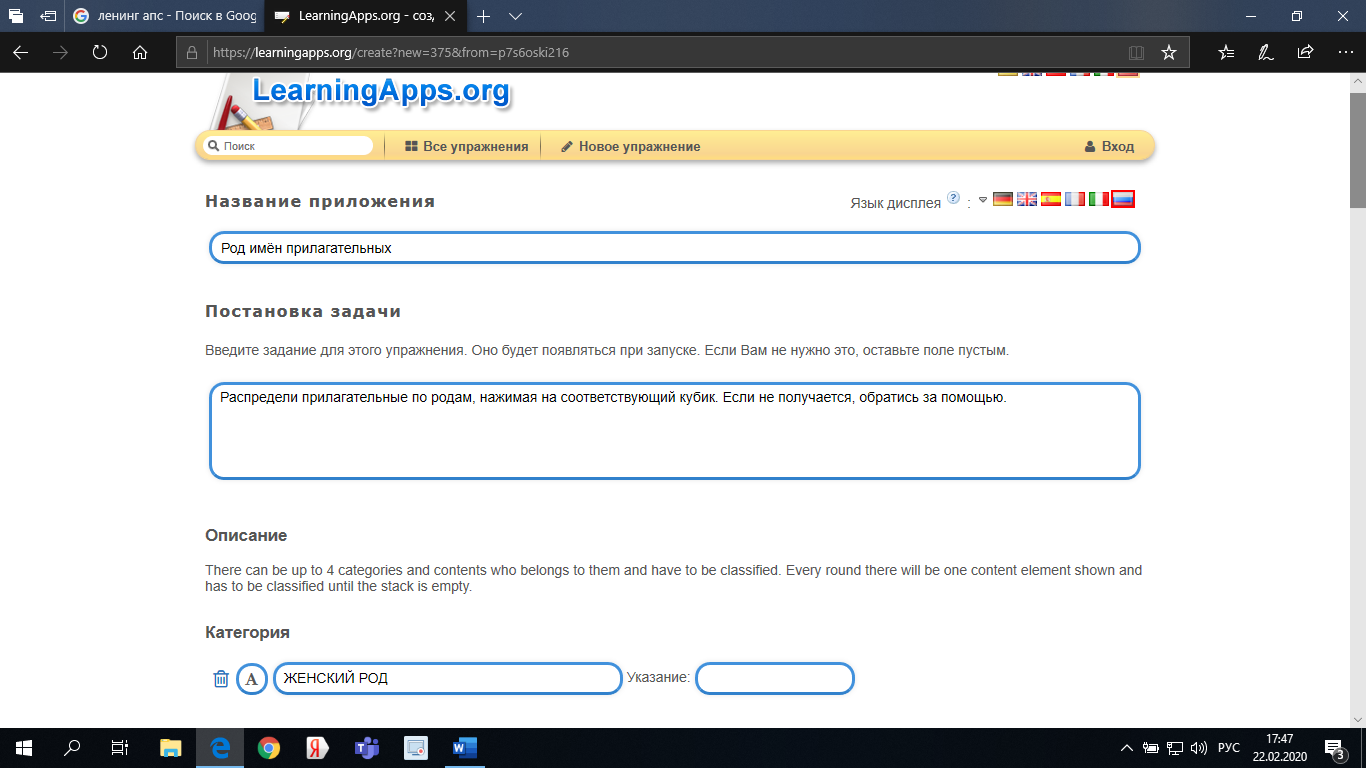 ленинг апс - Поиск в Goog
LearningApps.org - соз,
https://learningapps.org/create?new=375&from=p7s6oski216
LearningApps.org
Поиск
Все упражнения
Новое упражнение
Вход
Название приложения
Язык дисплея ? :
Род имён прилагательных
Постановка задачи
Введите задание для этого упражнения. Оно будет появляться при запуске. Если Вам не нужно это, оставьте поле пустым.
Распредели прилагательные по родам, нажимая на соответствующий кубик. Если не получается, обратись за помощью.
Описание
There can be up to 4 categories and contents who belongs to them and have to be classified. Every round there will be one content element shown and
has to be classified until the stack is empty.
Категория
A ЖЕНСКИЙ РОД Указание:
РУС
17:47
22.02.2020
3